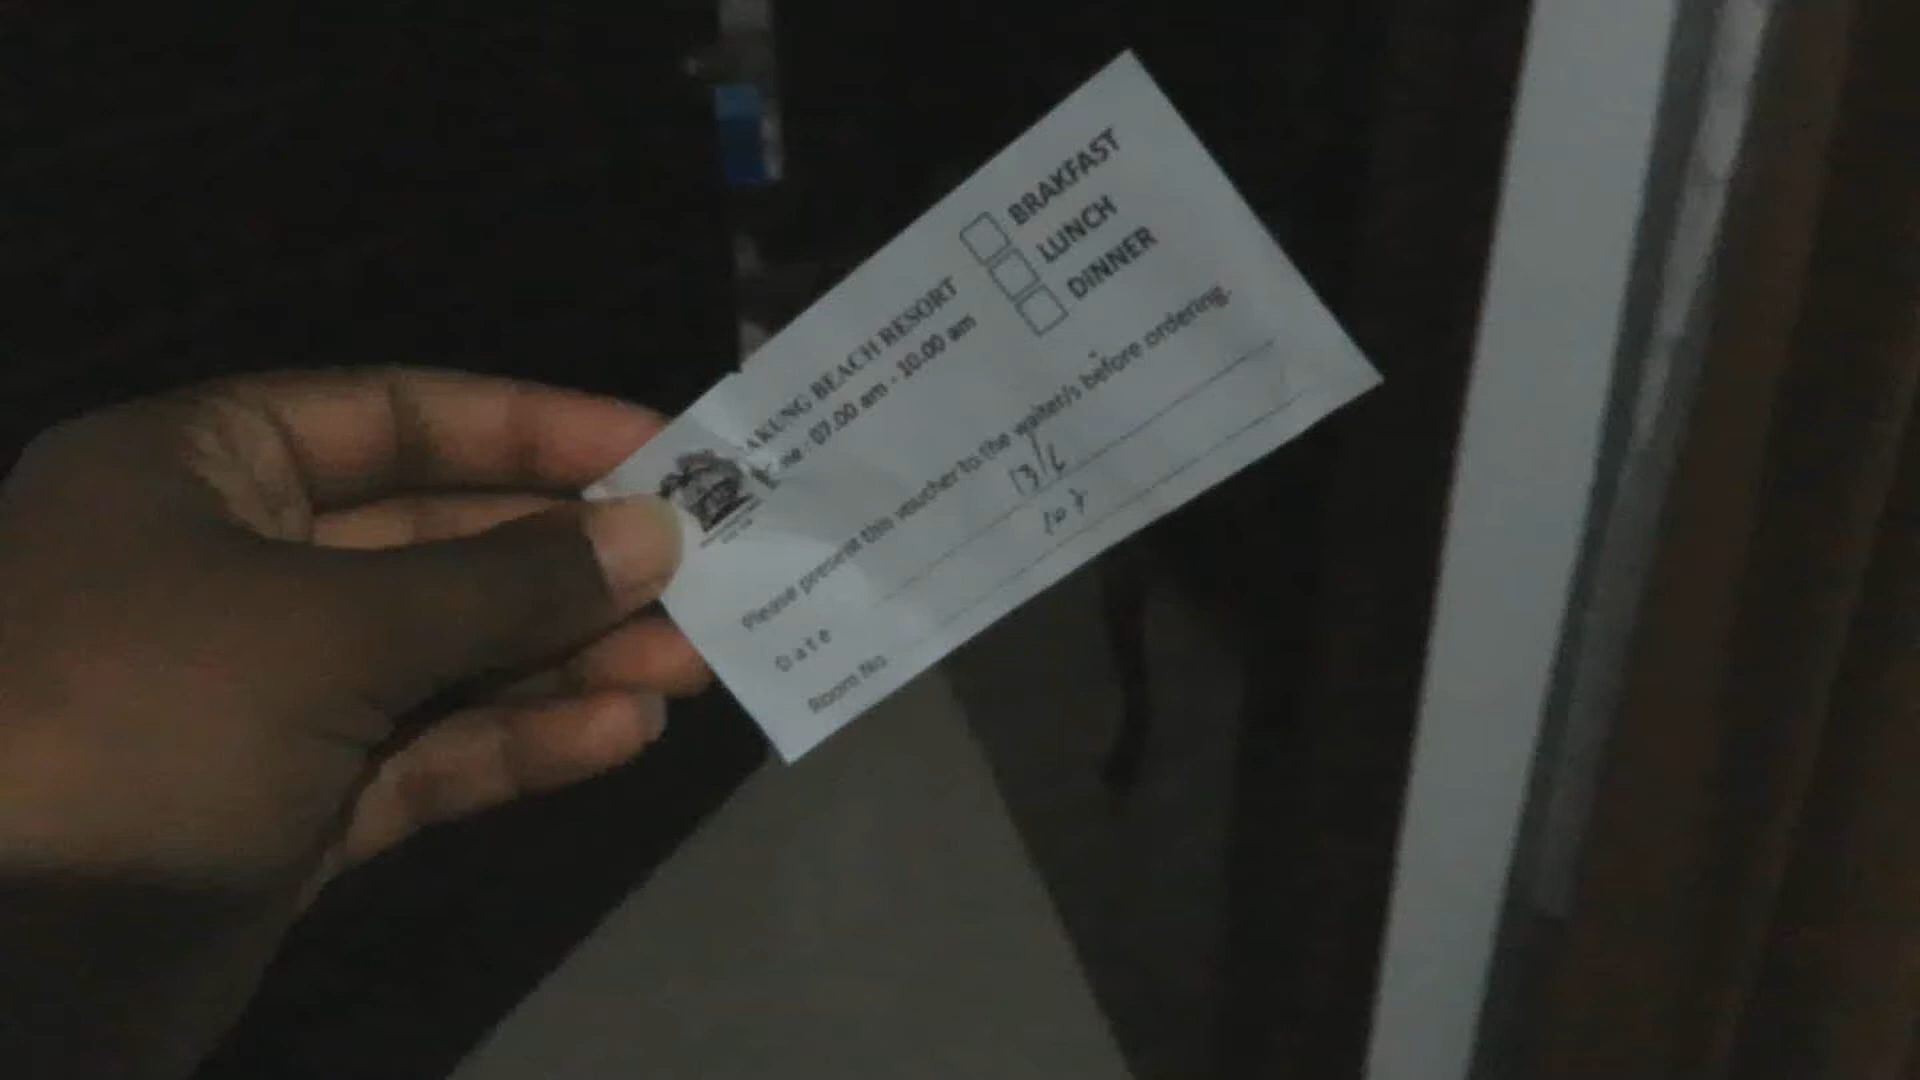 AKUNG BEACH RESORT
07.00 am - 10.00 am
BRAKFAST
LUNCH
DINNER
Please present this voucher to the waiter/s before ordering.
Date 13/6
Room No 107